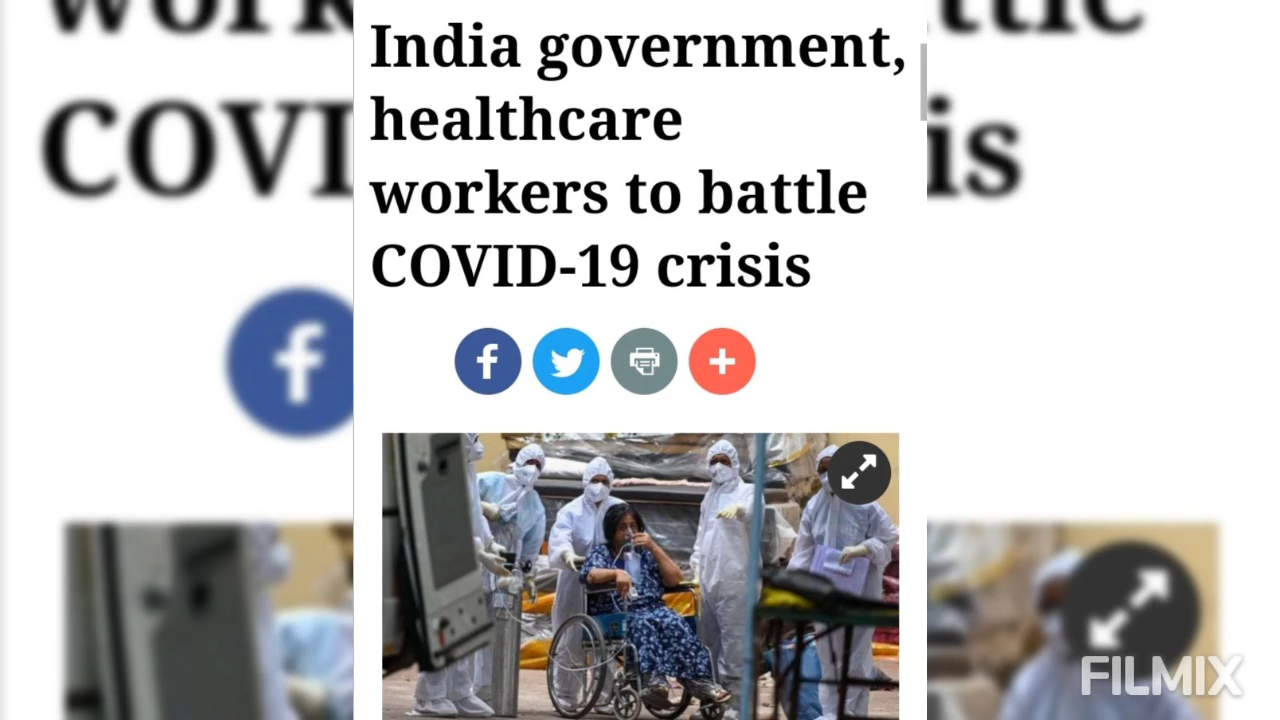 India government,
healthcare
workers to battle
COVID-19 crisis
FILMIX